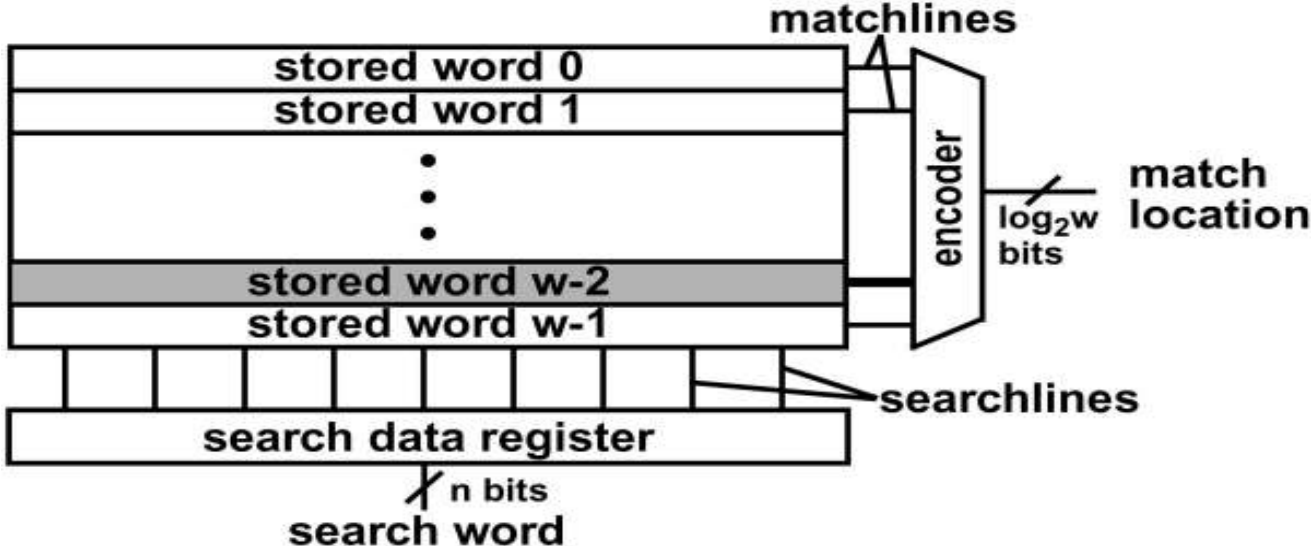 matchlines
stored word 0
stored word 1
encoder
match
location
log₂w
bits
stored word w-2
stored word w-1
searchlines
search data register
n bits
search word